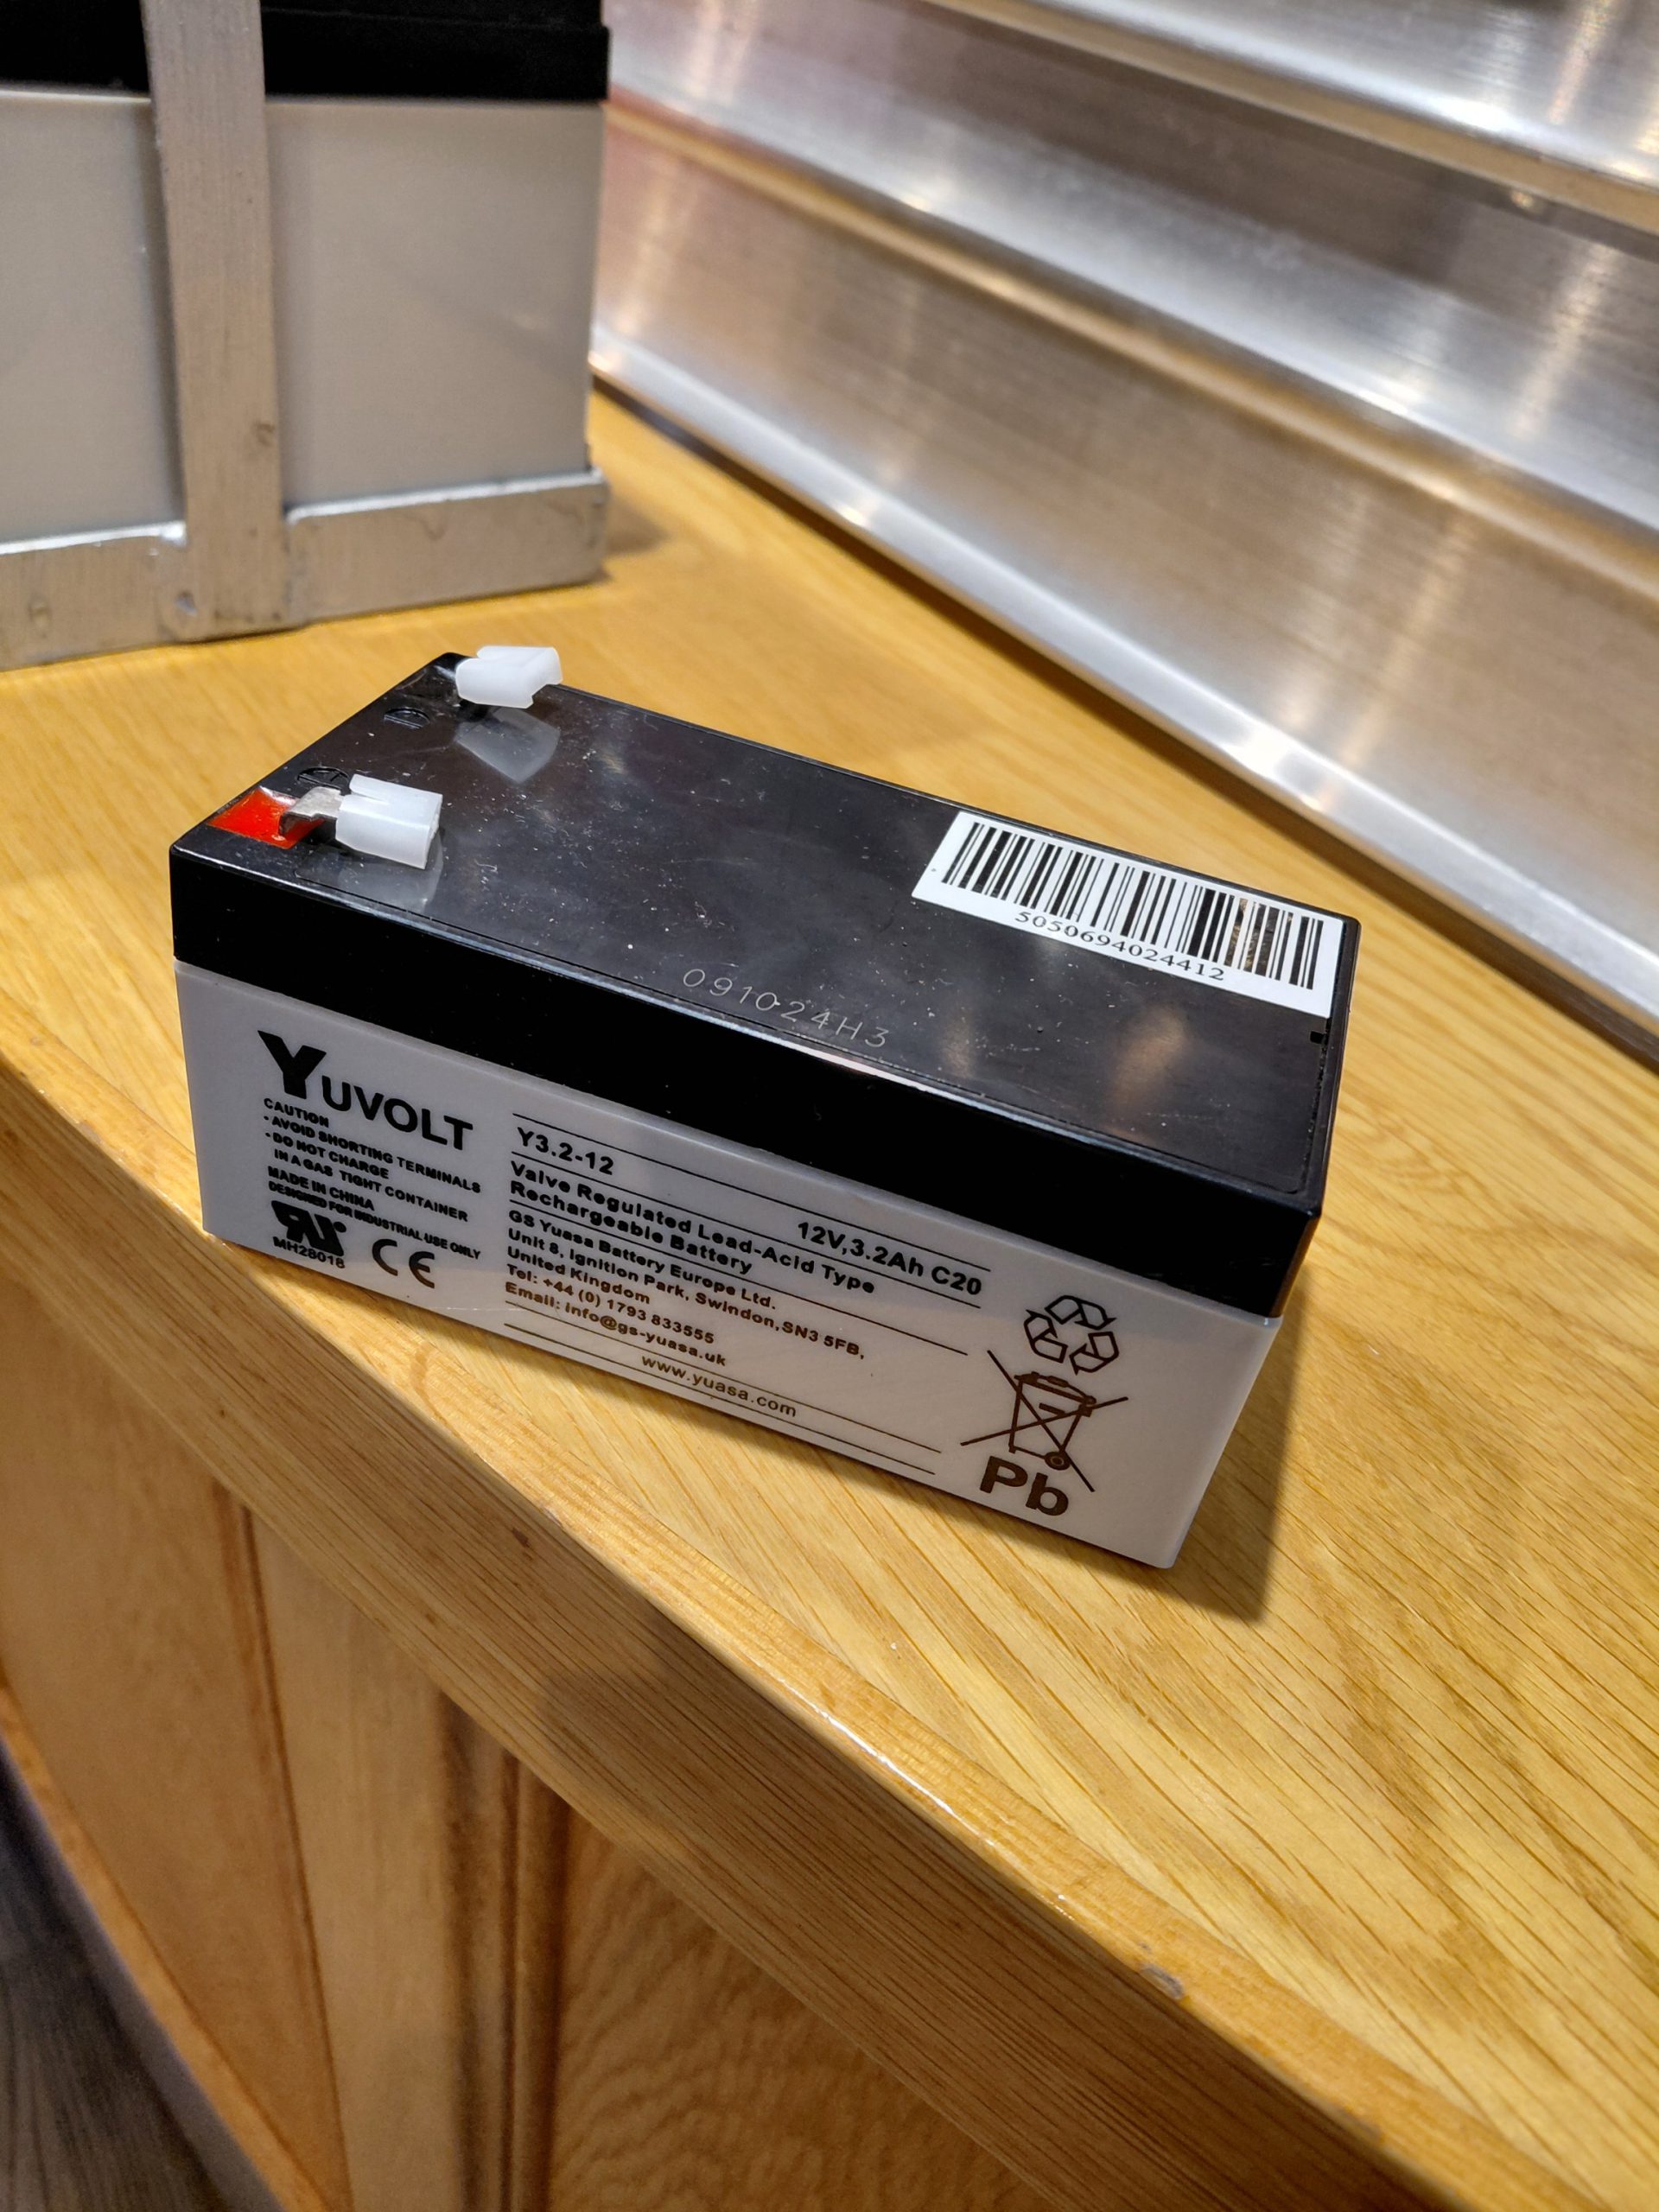 5050694024412
091024H3
YUVOLT
CAUTION
- AVOID SHORTING TERMINALS
- DO NOT CHARGE
IN A GAS TIGHT CONTAINER
MADE IN CHINA
DESIGNED FOR INDUSTRIAL USE ONLY
MH28018
CE
Y3.2-12
12V,3.2Ah C20
Valve Regulated Lead-Acid Type
Rechargeable Battery
GS Yuasa Battery Europe Ltd.
Unit 8, Ignition Park, Swindon,SN3 5FB,
United Kingdom
Tel: +44 (0) 1793 833555
Email: info@gs-yuasa.uk
www.yuasa.com
Pb